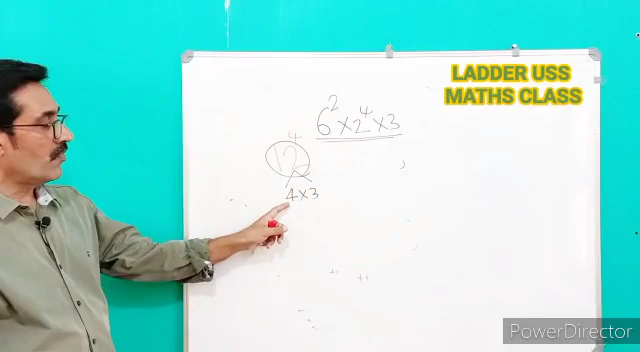 LADDER USS
MATHS CLASS
6² × 2⁴ × 3
12⁴
4 × 3
PowerDirector